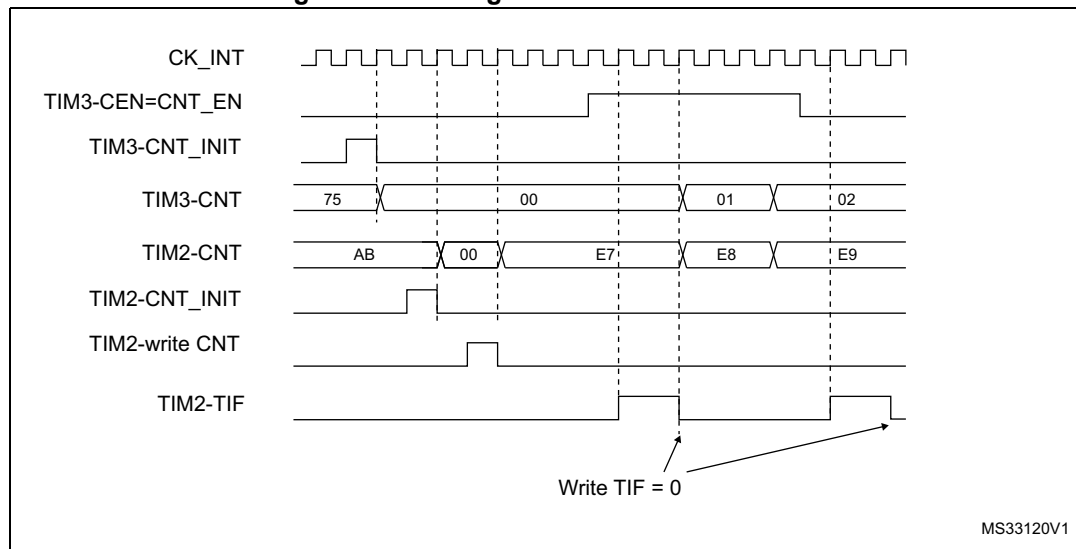 CK_INT
TIM3-CEN=CNT_EN
TIM3-CNT_INIT
TIM3-CNT 75 00 01 02
TIM2-CNT AB 00 E7 E8 E9
TIM2-CNT_INIT
TIM2-write CNT
TIM2-TIF
Write TIF = 0
MS33120V1